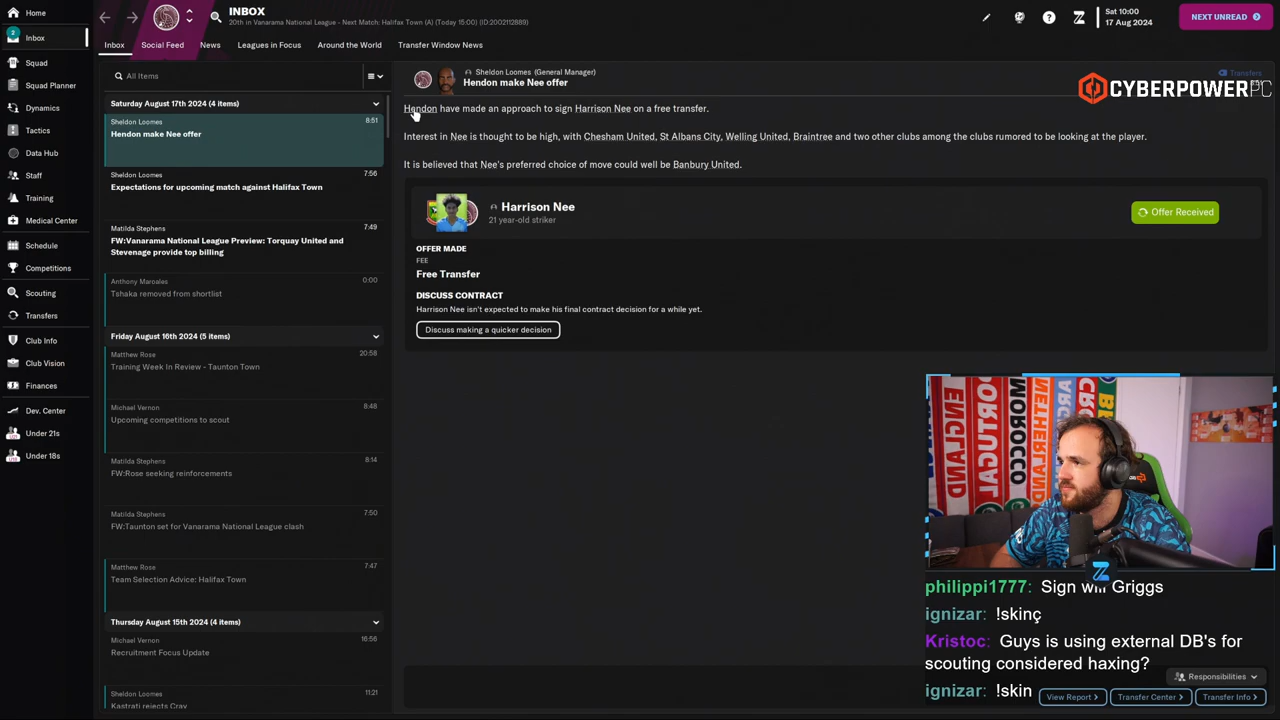 Home
INBOX
20th in Vanarama National League - Next Match: Halifax Town (A) (Today 15:00) (ID:2002112889)
Sat 10:00
17 Aug 2024
NEXT UNREAD
2
Inbox
Squad
Squad Planner
Dynamics
Tactics
Data Hub
Staff
Training
Medical Center
Schedule
Competitions
Scouting
Transfers
Club Info
Club Vision
Finances
Dev. Center
Under 21s
Under 18s
Inbox Social Feed News Leagues in Focus Around the World Transfer Window News
All Items
Saturday August 17th 2024 (4 items)
Sheldon Loomes 8:51
Hendon make Nee offer
Sheldon Loomes 7:56
Expectations for upcoming match against Halifax Town
Matilda Stephens 7:49
FW:Vanarama National League Preview: Torquay United and
Stevenage provide top billing
Anthony Maroales 0:00
Tshaka removed from shortlist
Friday August 16th 2024 (5 items)
Matthew Rose 20:58
Training Week In Review - Taunton Town
Michael Vernon 8:48
Upcoming competitions to scout
Matilda Stephens 8:14
FW:Rose seeking reinforcements
Matilda Stephens 7:50
FW:Taunton set for Vanarama National League clash
Matthew Rose 7:47
Team Selection Advice: Halifax Town
Thursday August 15th 2024 (4 items)
Michael Vernon 16:56
Recruitment Focus Update
Sheldon Loomes 11:21
Kastrati rejects Cray
Sheldon Loomes (General Manager)
Hendon make Nee offer
Transfers
CYBERPOWERPC
Hendon have made an approach to sign Harrison Nee on a free transfer.
Interest in Nee is thought to be high, with Chesham United, St Albans City, Welling United, Braintree and two other clubs among the clubs rumored to be looking at the player.
It is believed that Nee's preferred choice of move could well be Banbury United.
Harrison Nee
21 year-old striker
Offer Received
OFFER MADE
FEE
Free Transfer
DISCUSS CONTRACT
Harrison Nee isn't expected to make his final contract decision for a while yet.
Discuss making a quicker decision
ENGLAND
PORTUGAL
MOROCCO
NETHERLAND
philippi1777: Sign will Griggs
ignizar: !skinç
Kristoc: Guys is using external DB's for
scouting considered haxing?
ignizar: !skin
Responsibilities
View Report
Transfer Center
Transfer Info